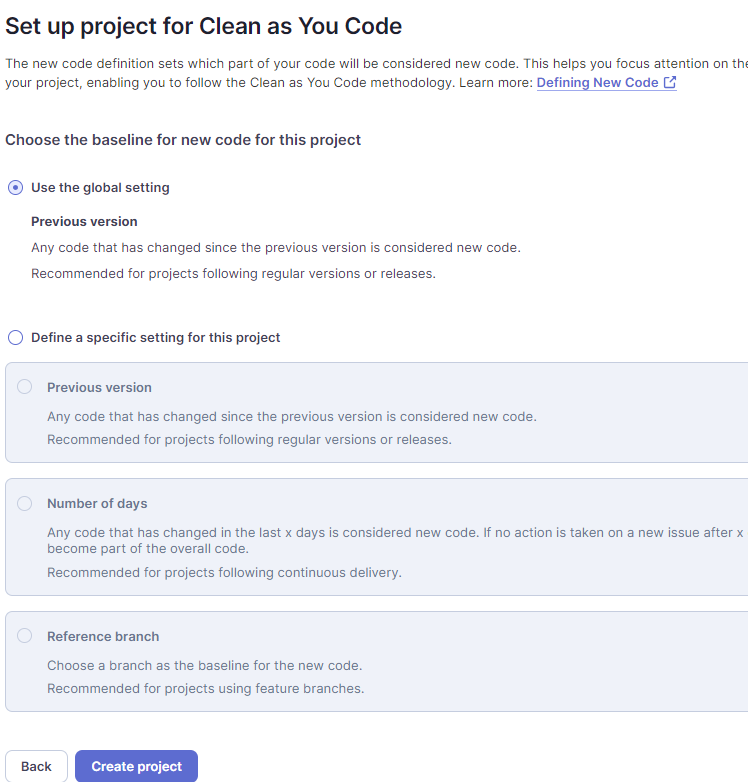 Set up project for Clean as You Code
The new code definition sets which part of your code will be considered new code. This helps you focus attention on the
your project, enabling you to follow the Clean as You Code methodology. Learn more: Defining New Code
Choose the baseline for new code for this project
Use the global setting
Previous version
Any code that has changed since the previous version is considered new code.
Recommended for projects following regular versions or releases.
Define a specific setting for this project
Previous version
Any code that has changed since the previous version is considered new code.
Recommended for projects following regular versions or releases.
Number of days
Any code that has changed in the last x days is considered new code. If no action is taken on a new issue after x
become part of the overall code.
Recommended for projects following continuous delivery.
Reference branch
Choose a branch as the baseline for the new code.
Recommended for projects using feature branches.
Back
Create project